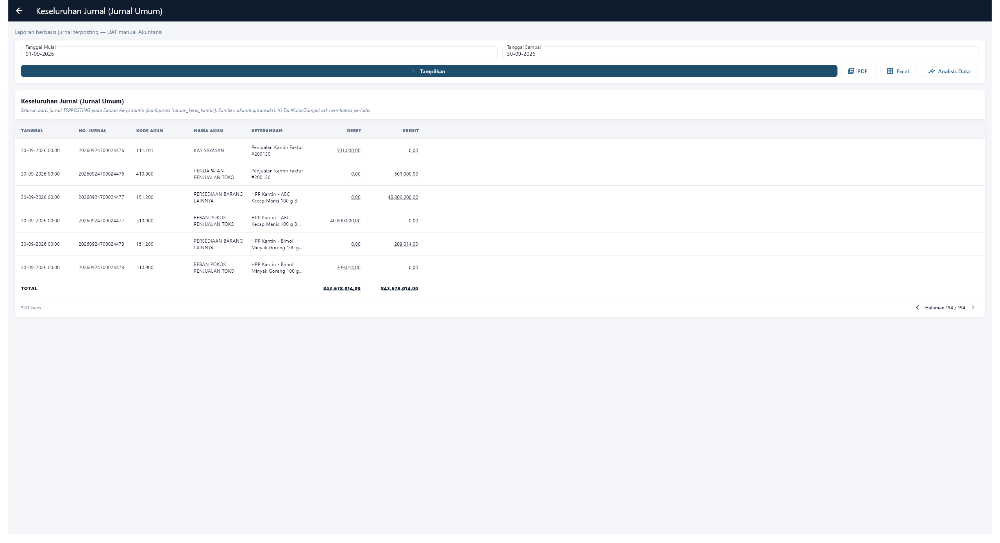 Keseluruhan Jurnal (Jurnal Umum)
Laporan berbasis jurnal terposting — UAT manual Akuntansi
Tanggal Mulai
01-09-2026
Tanggal Sampai
30-09-2026
Tampilkan
PDF
Excel
Analisis Data
Keseluruhan Jurnal (Jurnal Umum)
Seluruh baris jurnal TERPOSTING pada Satuan Kerja kantin (konfigurasi 'satuan_kerja_kantin'). Sumber: akunting.transaksi. Isi Tgl Mulai/Sampai utk membatasi periode.
TANGGAL NO. JURNAL KODE AKUN NAMA AKUN KETERANGAN DEBET KREDIT
30-09-2026 00:00 20260924700024476 111.101 KAS YAYASAN Penjualan Kantin Faktur #200130 501.000,00 0,00
30-09-2026 00:00 20260924700024476 410.900 PENDAPATAN PENJUALAN TOKO Penjualan Kantin Faktur #200130 0,00 501.000,00
30-09-2026 00:00 20260924700024477 151.200 PERSEDIAAN BARANG LAINNYA HPP Kantin - ABC Kecap Manis 100 g B... 0,00 40.800.000,00
30-09-2026 00:00 20260924700024477 510.900 BEBAN POKOK PENJUALAN TOKO HPP Kantin - ABC Kecap Manis 100 g B... 40.800.000,00 0,00
30-09-2026 00:00 20260924700024478 151.200 PERSEDIAAN BARANG LAINNYA HPP Kantin - Bimoli Minyak Goreng 100 g... 0,00 209.014,00
30-09-2026 00:00 20260924700024478 510.900 BEBAN POKOK PENJUALAN TOKO HPP Kantin - Bimoli Minyak Goreng 100 g... 209.014,00 0,00
TOTAL 842.678.014,00 842.678.014,00
2901 baris
Halaman 194 / 194